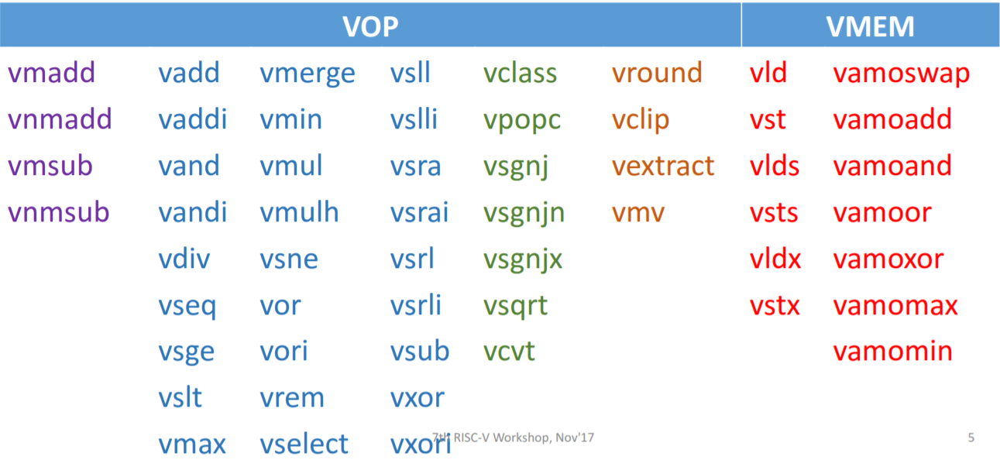 VOP VMEM
vmadd vadd vmerge vsll vclass vround vld vamoswap
vnmadd vaddi vmin vslli vpopc vclip vst vamoadd
vmsub vand vmul vsra vsgnj vextract vlds vamoand
vnmsub vandi vmulh vsrai vsgnjn vmv vsts vamoor
vdiv vsne vsrl vsgnjx vldx vamoxor
vseq vor vsrli vsqrt vstx vamomax
vsge vori vsub vcvt vamomin
vslt vrem vxor
7th RISC-V Workshop, Nov'17 5
vmax vselect vxori